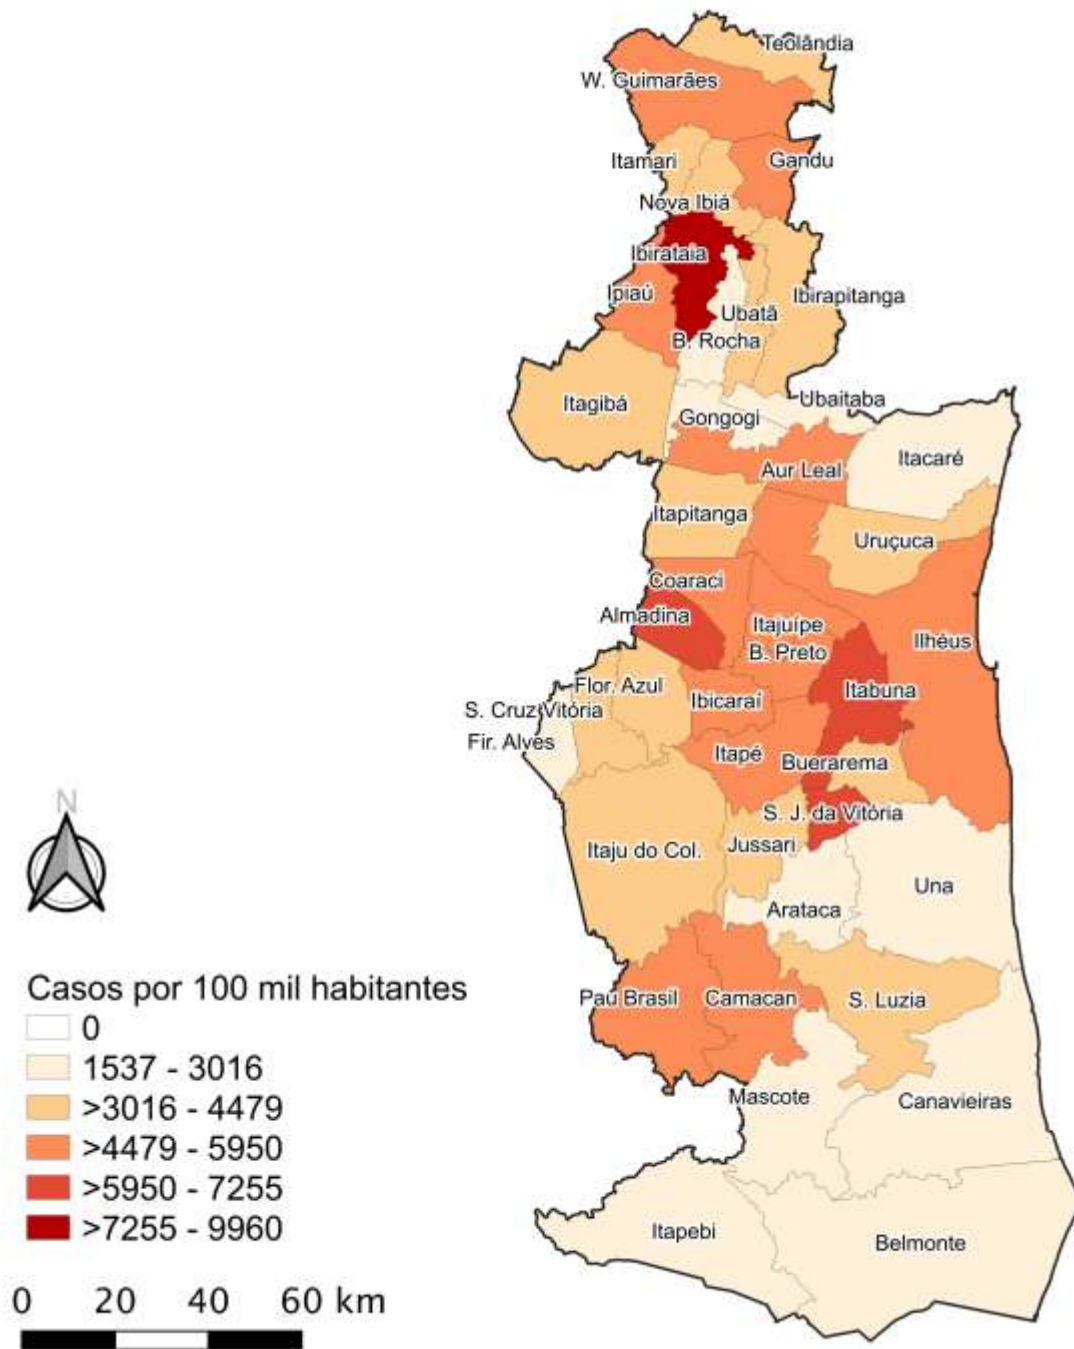 Teolândia
W. Guimarães
Itamari
Gandu
Nova Ibiá
Ibirataia
Ipiaú
Ibirapitanga
Ubatã
B. Rocha
Itagibá
Ubaitaba
Gongogi
Itacaré
Aur Leal
Itapitanga
Uruçuca
Coaraci
Almadina
Itajuípe
Ilhéus
B. Preto
Flor. Azul
Itabuna
Ibicaraí
S. Cruz Vitória
Fir. Alves
Itapé
Buerarema
S. J. da Vitória
Jussari
Itaju do Col.
Una
Arataca
Paú Brasil
Camacan
S. Luzia
Mascote
Canavieiras
Itapebi
Belmonte
N
Casos por 100 mil habitantes
0
1537 - 3016
>3016 - 4479
>4479 - 5950
>5950 - 7255
>7255 - 9960
0 20 40 60 km